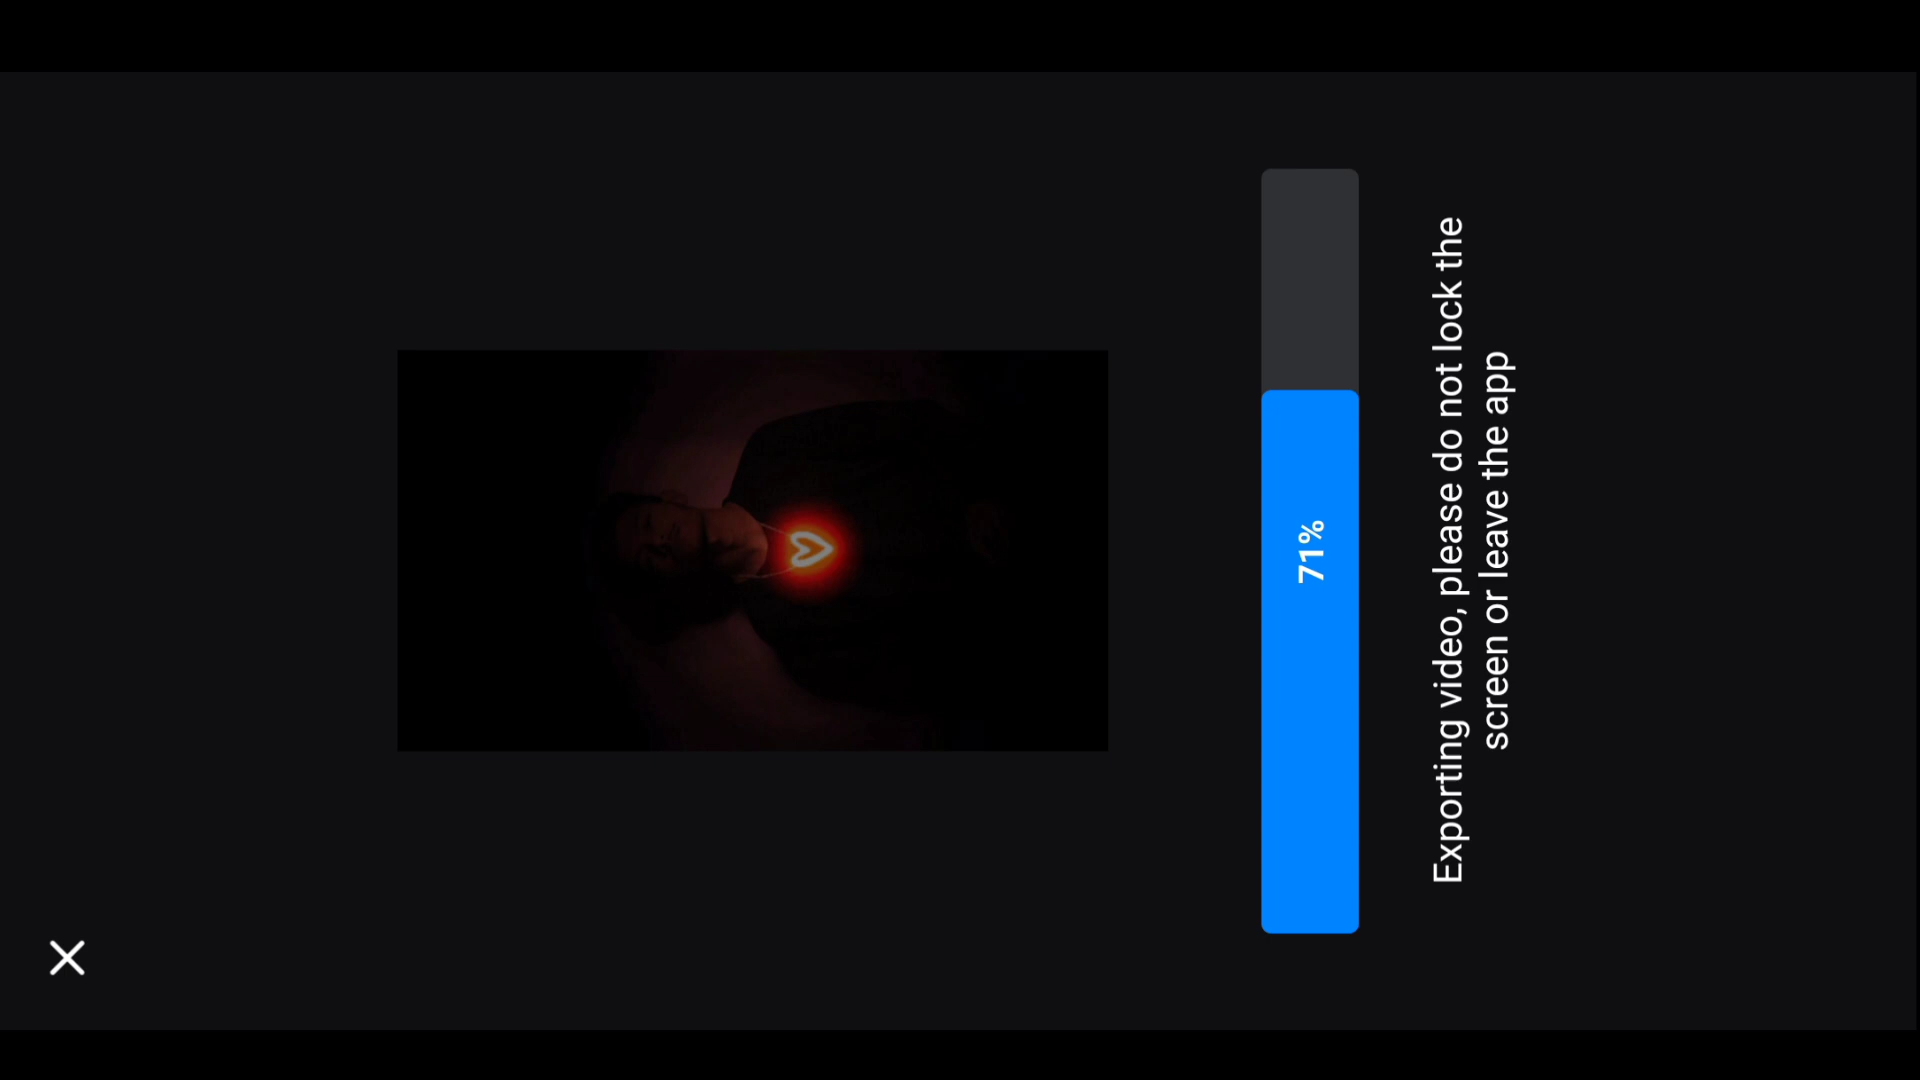 71%
Exporting video, please do not lock the
screen or leave the app